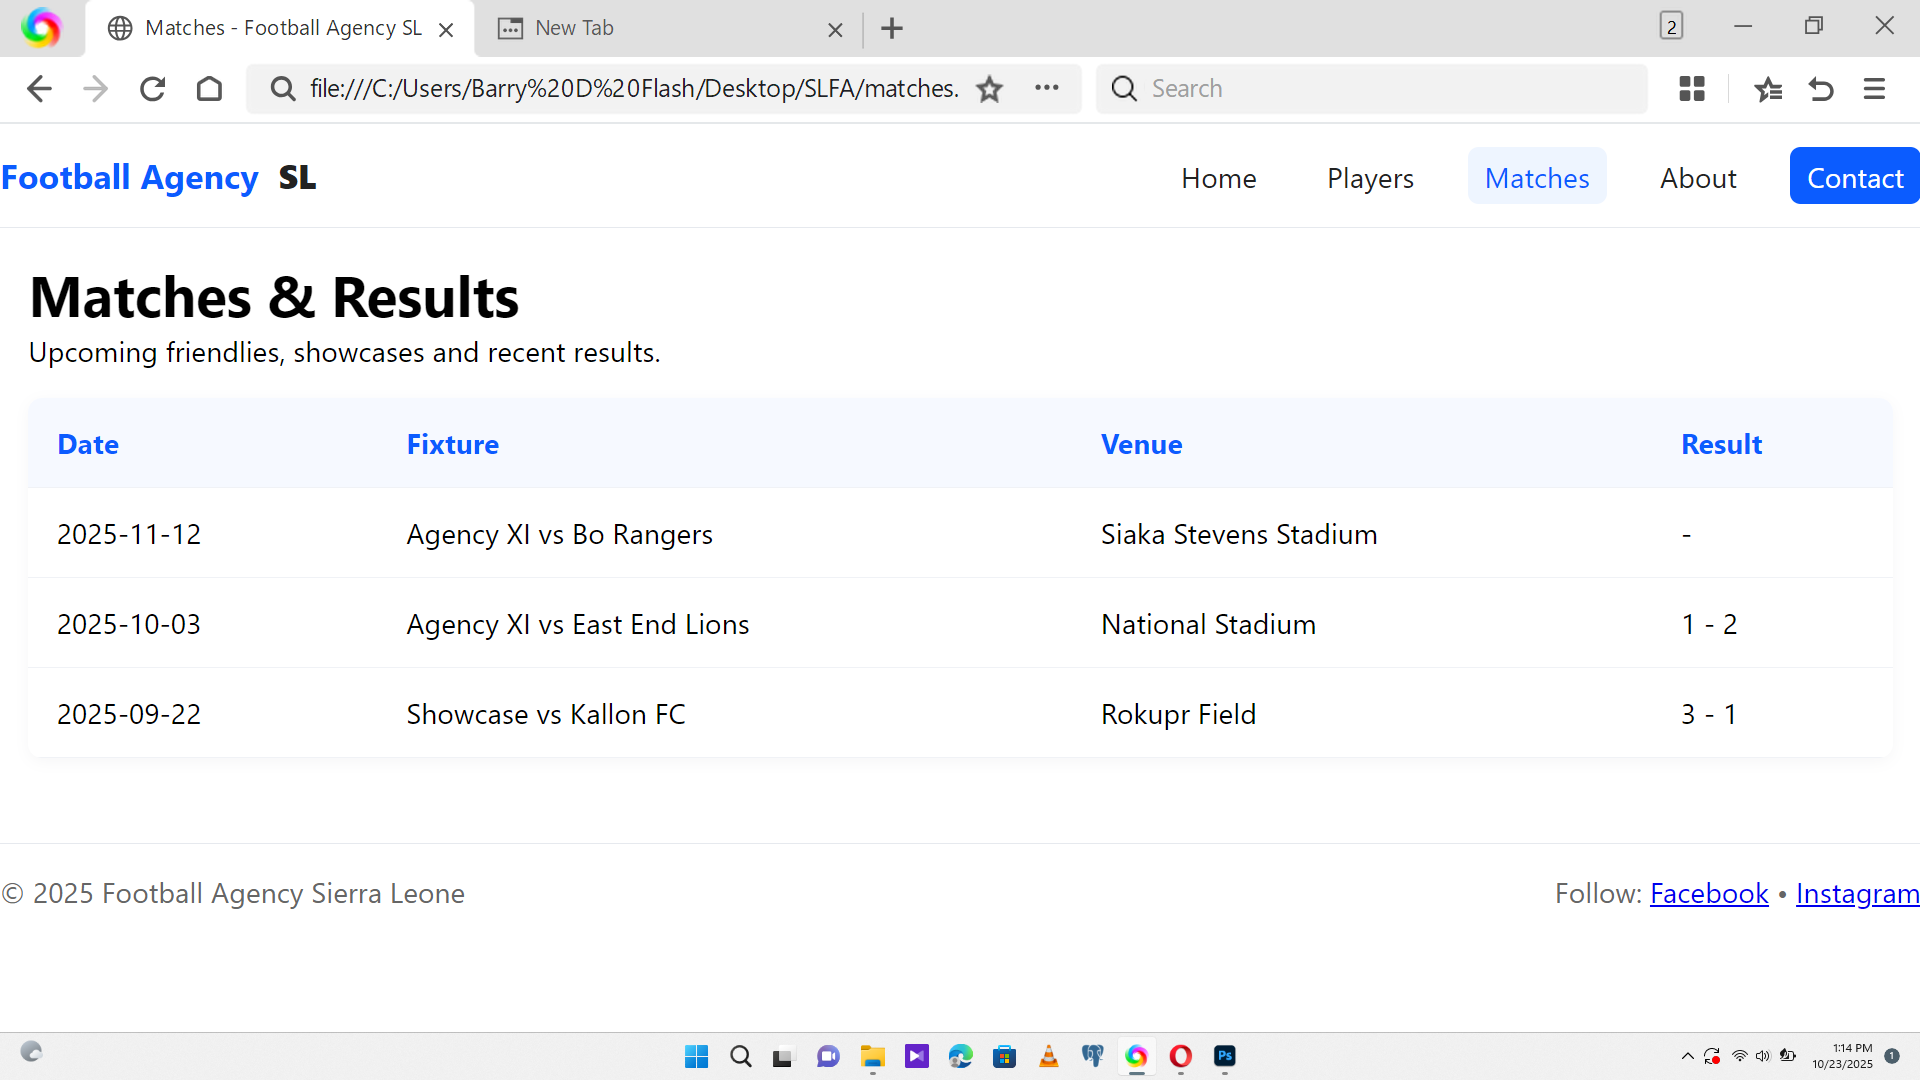 Matches - Football Agency SL
New Tab
2
file:///C:/Users/Barry%20D%20Flash/Desktop/SLFA/matches.
Search
Football Agency SL
Home Players Matches About Contact
Matches & Results
Upcoming friendlies, showcases and recent results.
Date Fixture Venue Result
2025-11-12 Agency XI vs Bo Rangers Siaka Stevens Stadium -
2025-10-03 Agency XI vs East End Lions National Stadium 1 - 2
2025-09-22 Showcase vs Kallon FC Rokupr Field 3 - 1
© 2025 Football Agency Sierra Leone
Follow: Facebook • Instagram
Ps
1:14 PM
10/23/2025
1